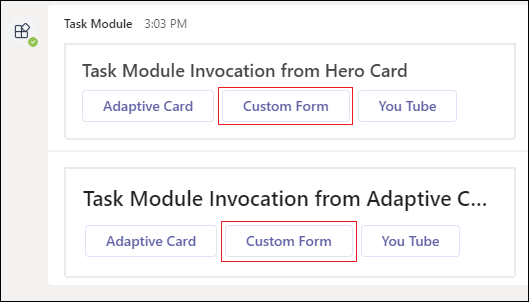 Task Module 3:03 PM
Task Module Invocation from Hero Card
Adaptive Card Custom Form You Tube
Task Module Invocation from Adaptive C...
Adaptive Card Custom Form You Tube